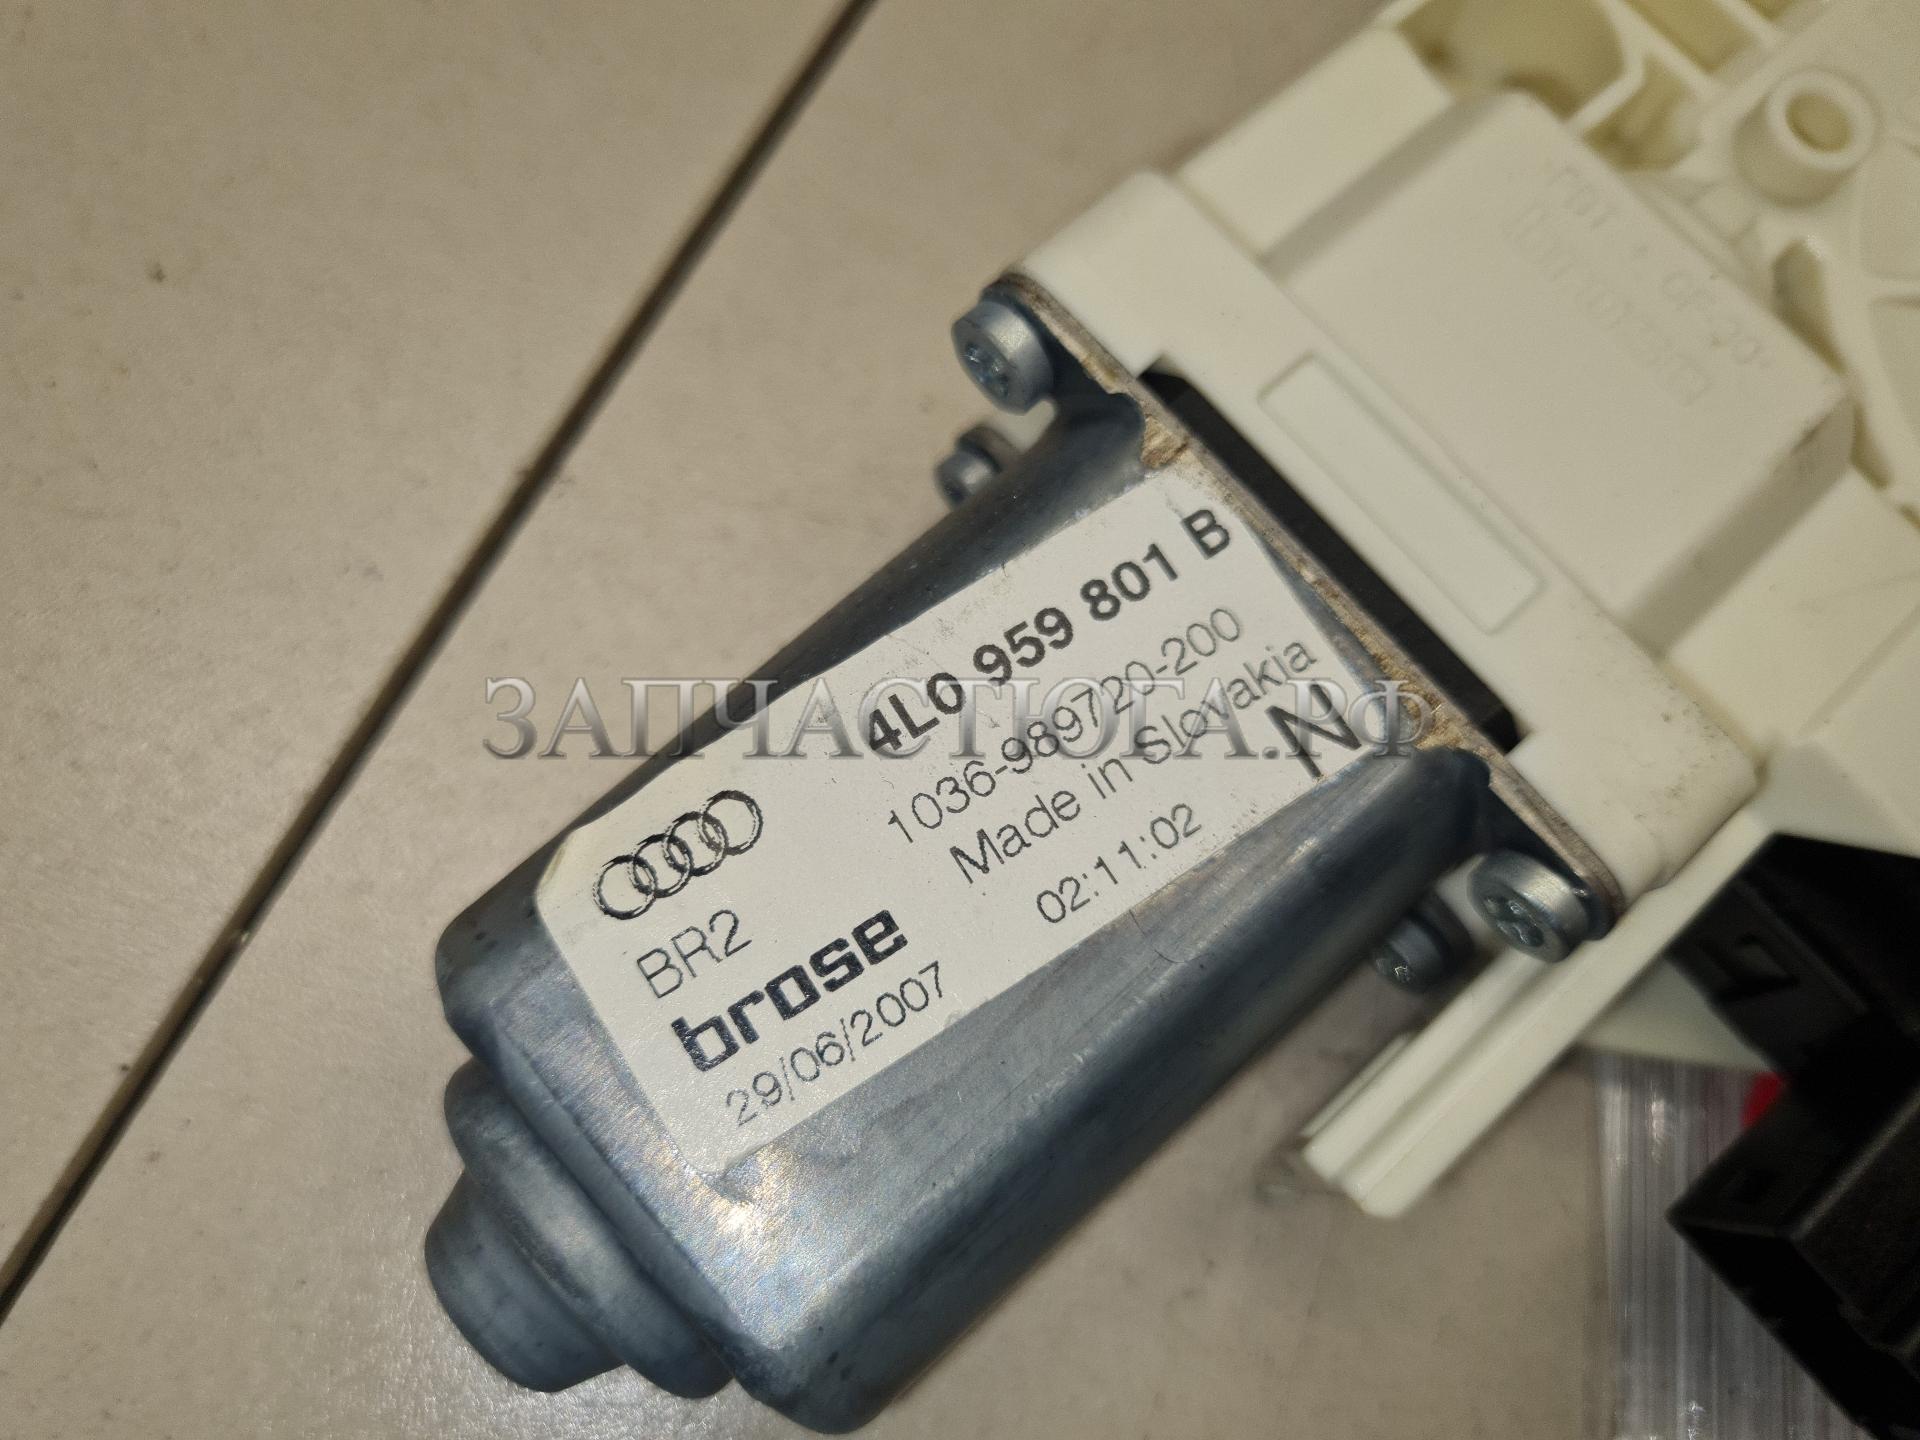 4L0 959 801 B
1036-989720-200
Made in Slovakia
N
02:11:02
BR2
brose
29/06/2007
ЗАПЧАСТЮГА.РФ